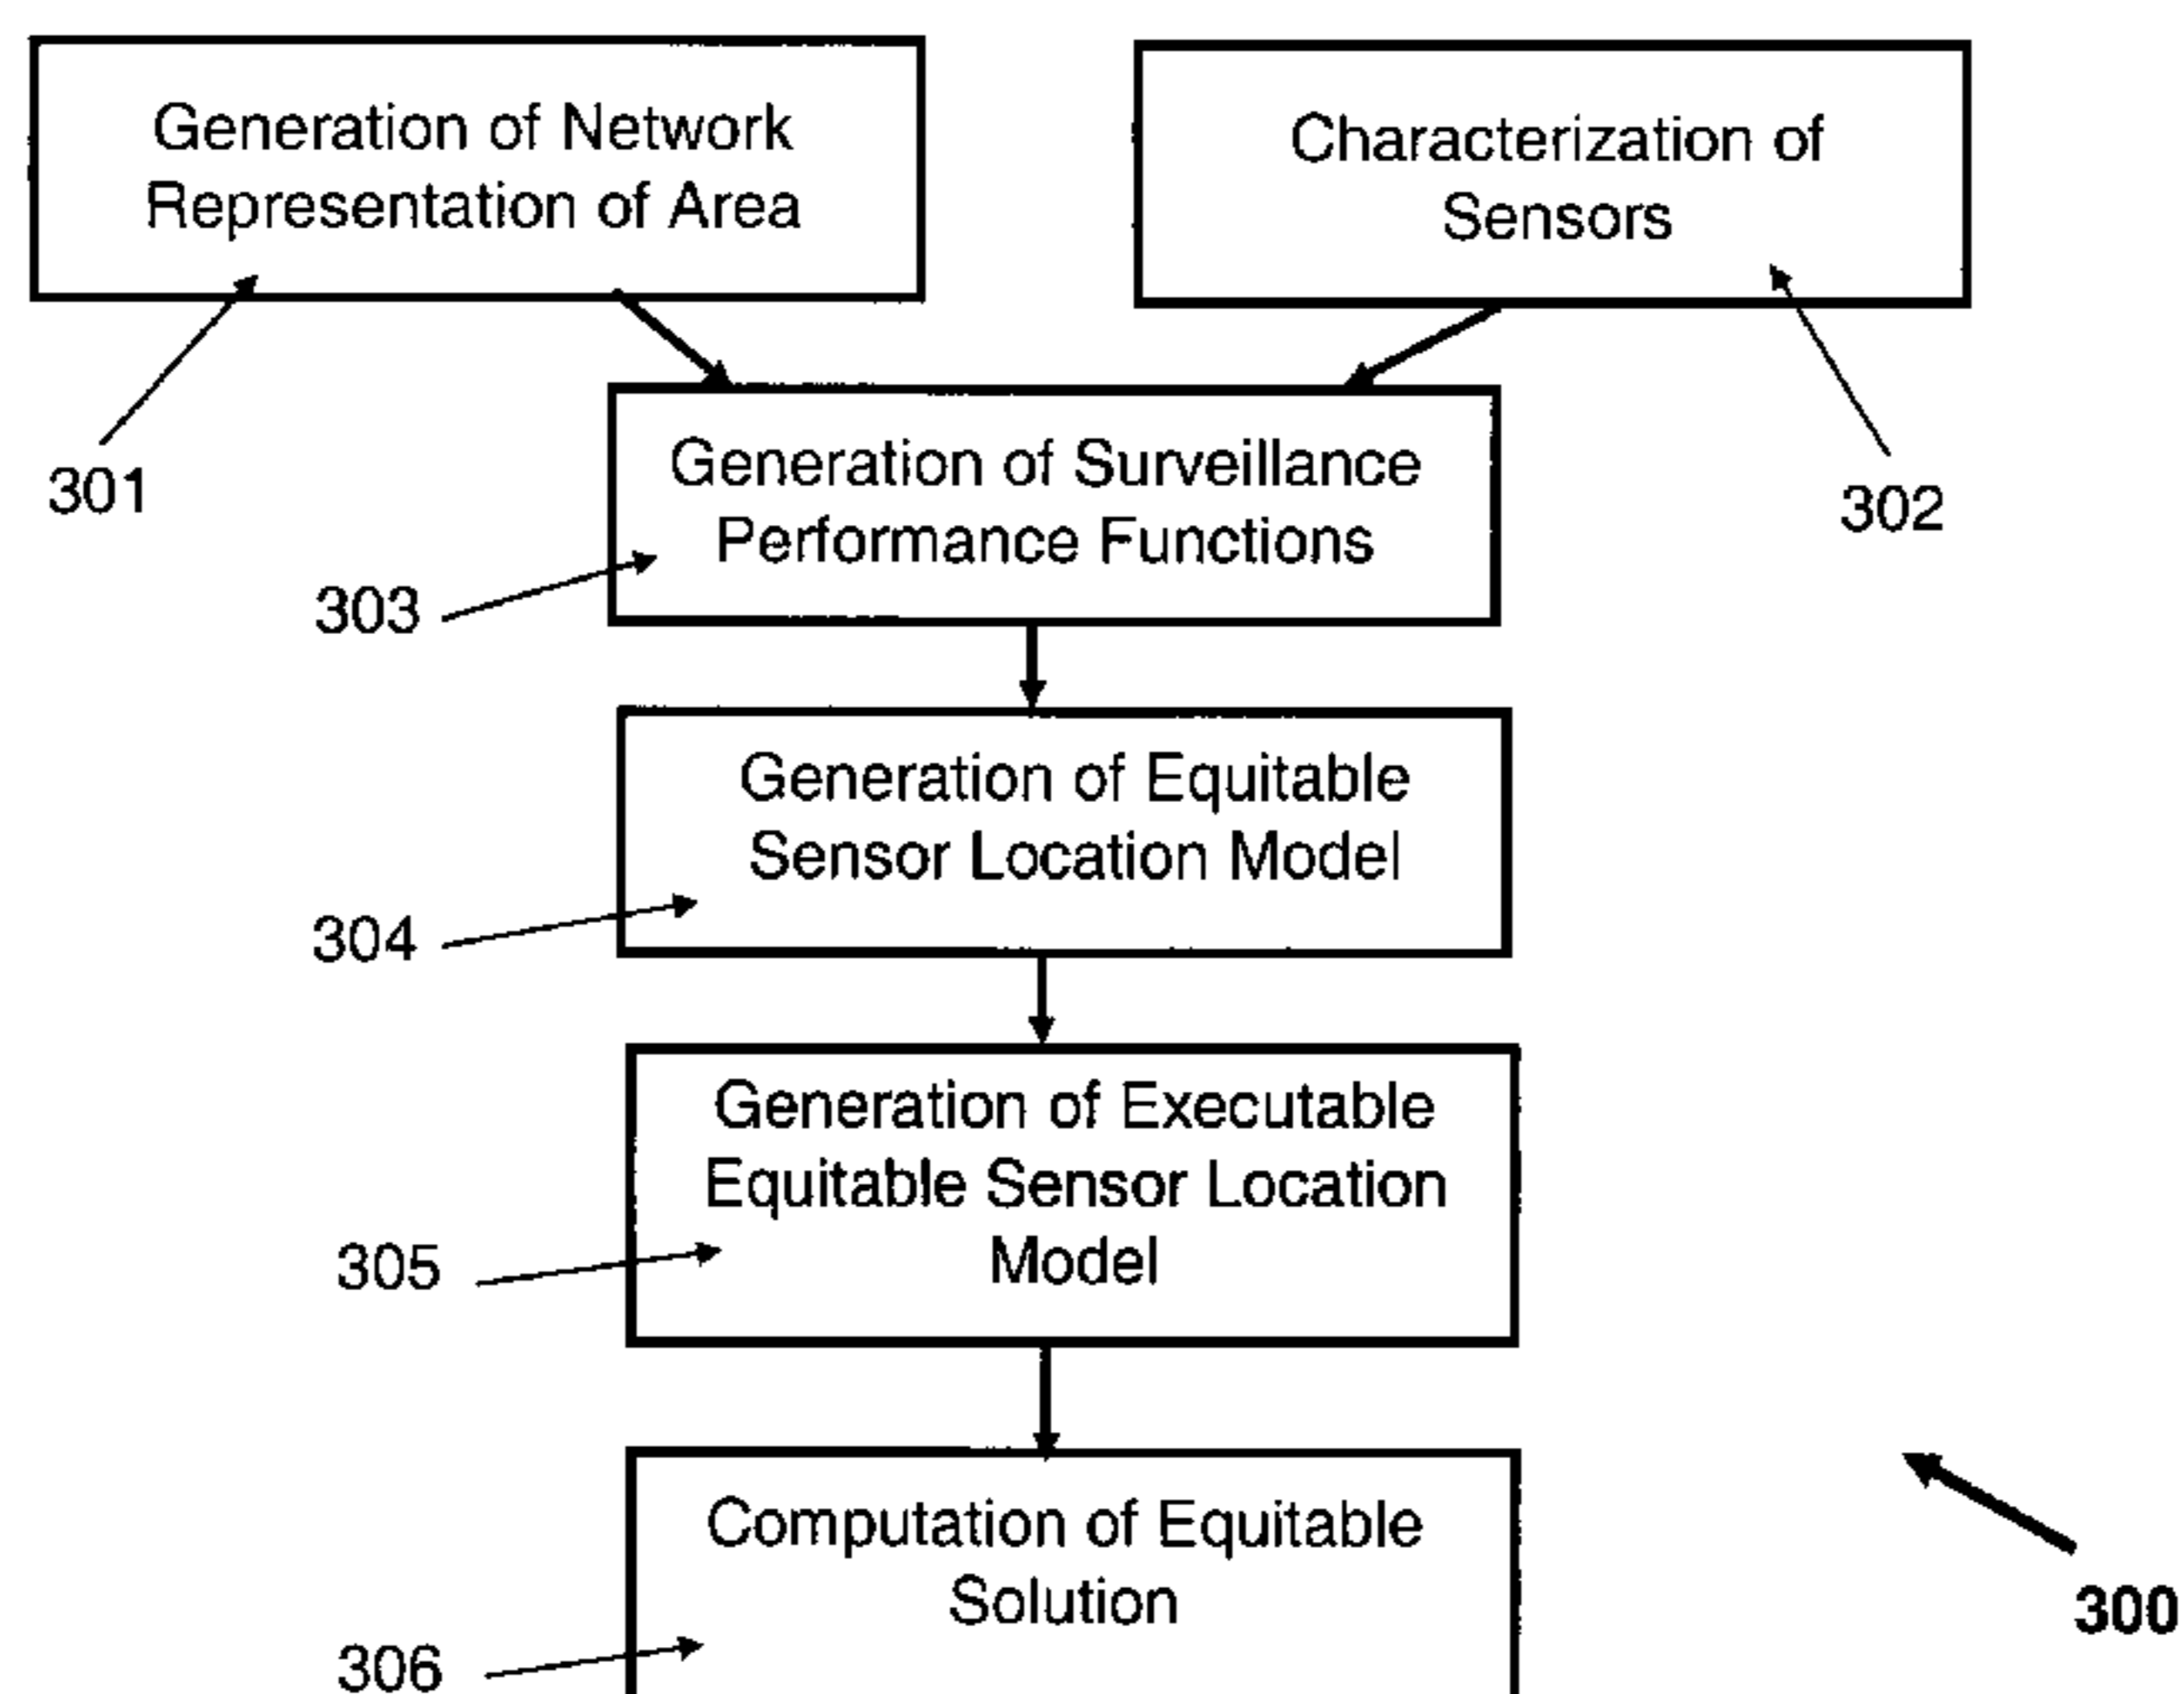 Generation of Network
Representation of Area
Characterization of
Sensors
301
302
Generation of Surveillance
Performance Functions
303
Generation of Equitable
Sensor Location Model
304
Generation of Executable
Equitable Sensor Location
Model
305
Computation of Equitable
Solution
306
300